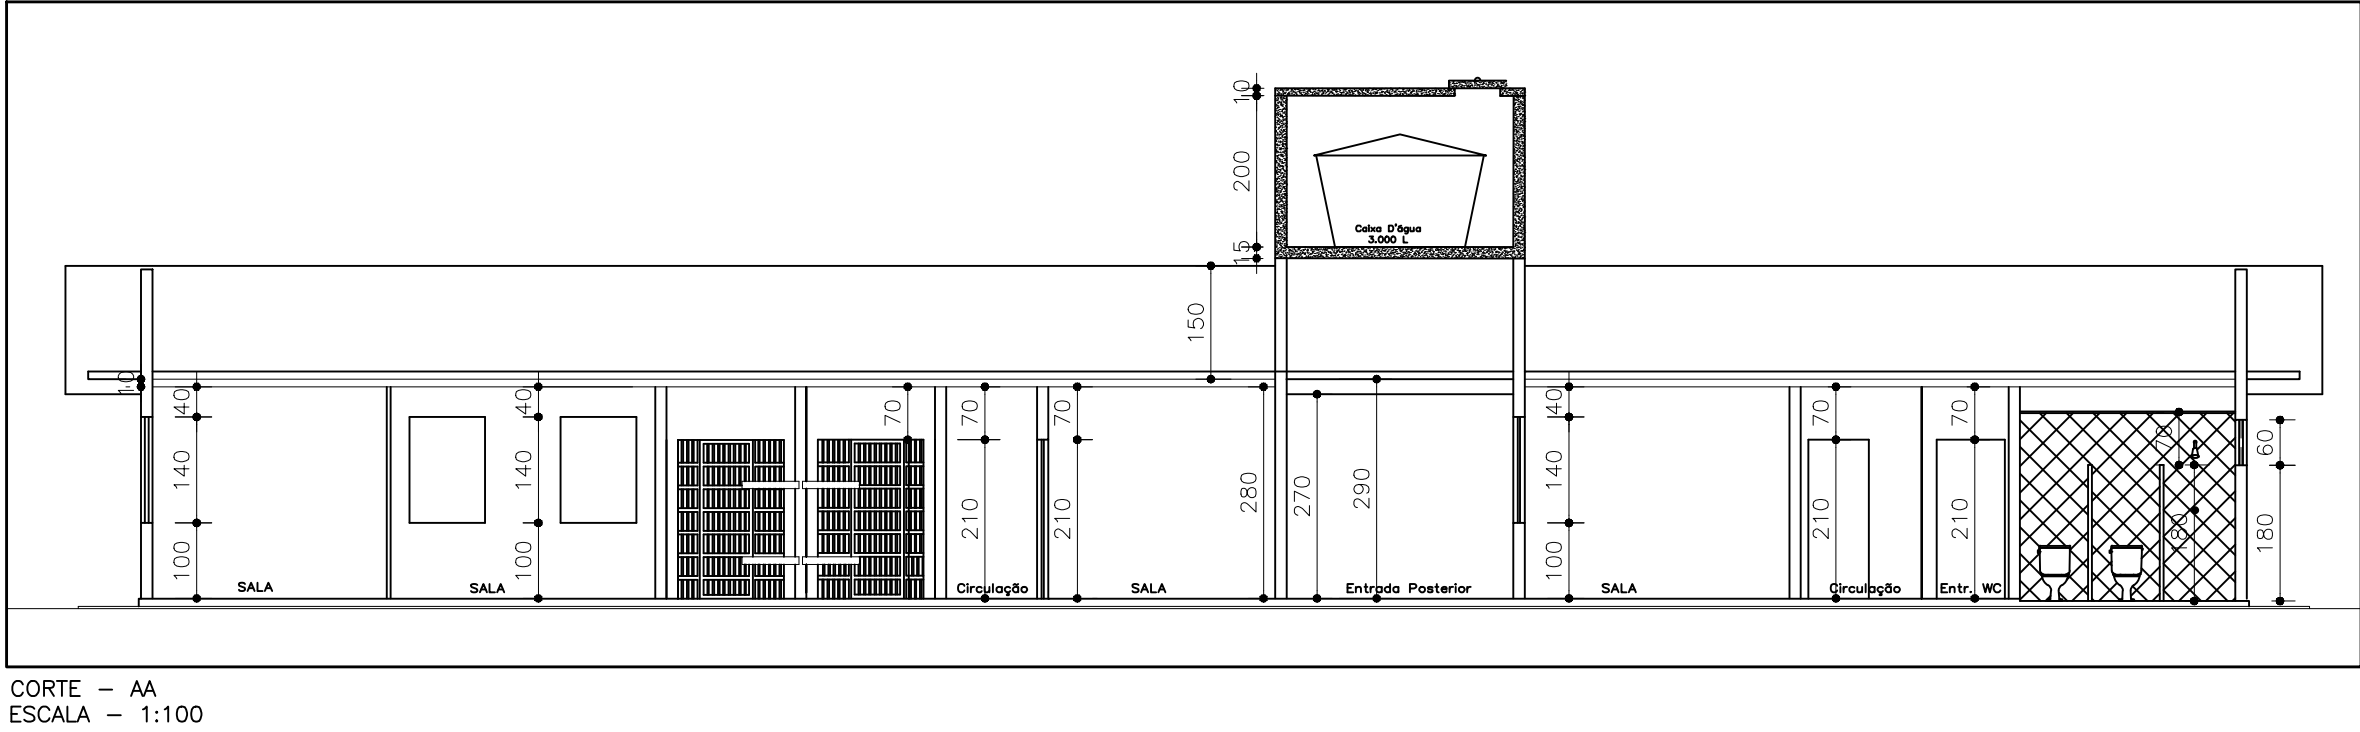 10
200
Caixa D'água
3.000 L
15
150
10
40
40
70
70
70
40
70
70
70
60
140
140
280
270
290
140
210
210
210
210
180
180
100
100
100
SALA
SALA
Circulação
SALA
Entrada Posterior
SALA
Circulação
Entr. WC
CORTE - AA
ESCALA - 1:100